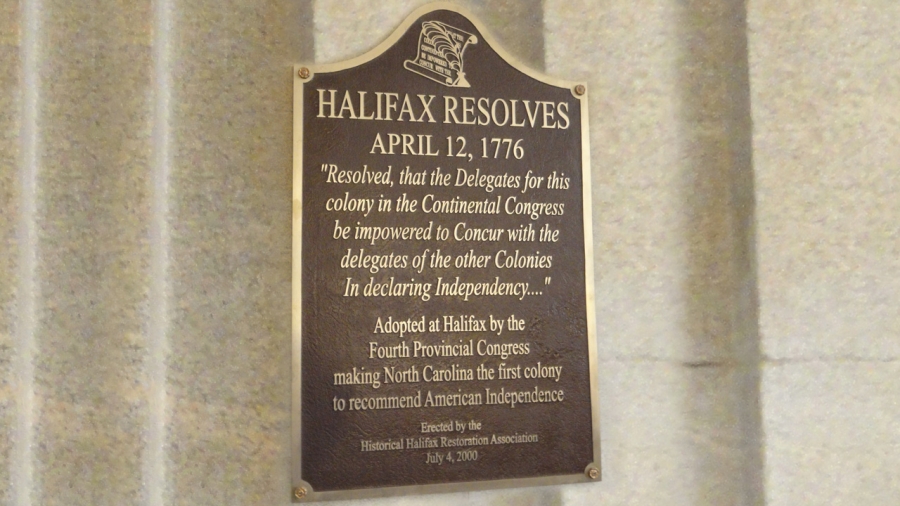 HALIFAX RESOLVES
APRIL 12, 1776
"Resolved, that the Delegates for this
colony in the Continental Congress
be impowered to Concur with the
delegates of the other Colonies
In declaring Independency...."
Adopted at Halifax by the
Fourth Provincial Congress
making North Carolina the first colony
to recommend American Independence
Erected by the
Historical Halifax Restoration Association
July 4, 2000